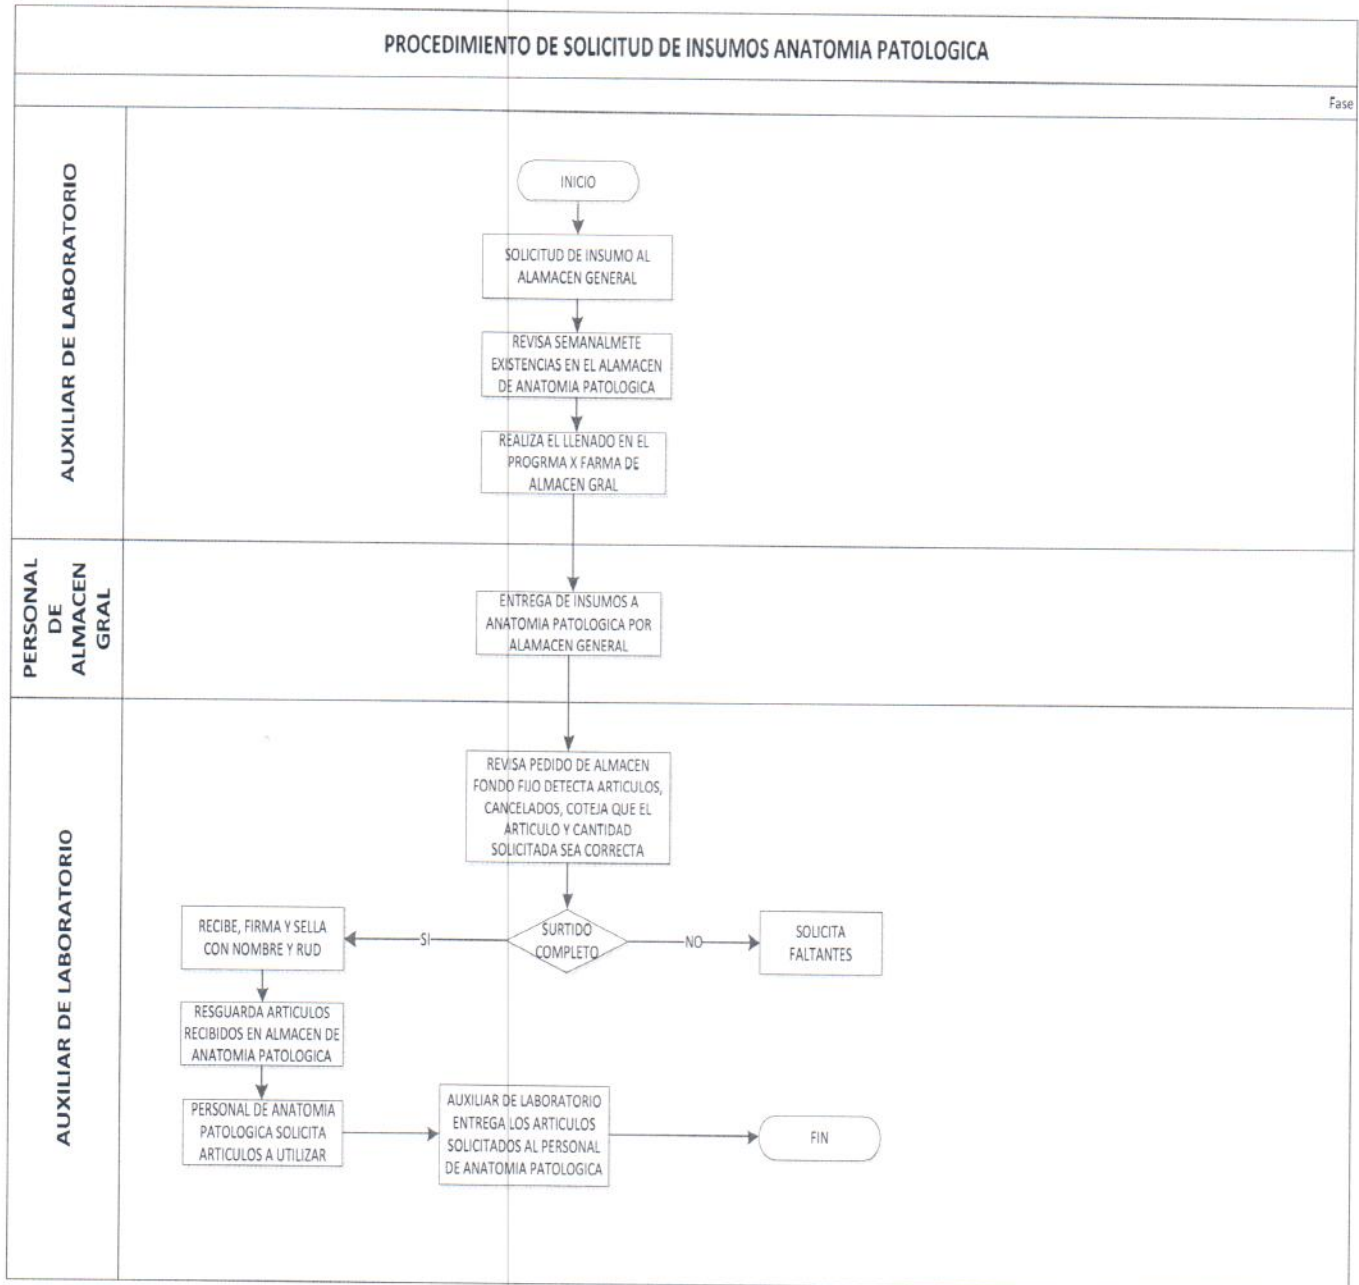 PROCEDIMIENTO DE SOLICITUD DE INSUMOS ANATOMIA PATOLOGICA
Fase
AUXILIAR DE LABORATORIO
INICIO
SOLICITUD DE INSUMO AL
ALAMACEN GENERAL
REVISA SEMANALMETE
EXISTENCIAS EN EL ALAMACEN
DE ANATOMIA PATOLOGICA
REALIZA EL LLENADO EN EL
PROGRMA X FARMA DE
ALMACEN GRAL
PERSONAL
DE
ALMACEN
GRAL
ENTREGA DE INSUMOS A
ANATOMIA PATOLOGICA POR
ALAMACEN GENERAL
AUXILIAR DE LABORATORIO
REVISA PEDIDO DE ALMACEN
FONDO FIJO DETECTA ARTICULOS,
CANCELADOS, COTEJA QUE EL
ARTICULO Y CANTIDAD
SOLICITADA SEA CORRECTA
SURTIDO
COMPLETO
SI
NO
RECIBE, FIRMA Y SELLA
CON NOMBRE Y RUD
SOLICITA
FALTANTES
RESGUARDA ARTICULOS
RECIBIDOS EN ALMACEN DE
ANATOMIA PATOLOGICA
PERSONAL DE ANATOMIA
PATOLOGICA SOLICITA
ARTICULOS A UTILIZAR
AUXILIAR DE LABORATORIO
ENTREGA LOS ARTICULOS
SOLICITADOS AL PERSONAL
DE ANATOMIA PATOLOGICA
FIN